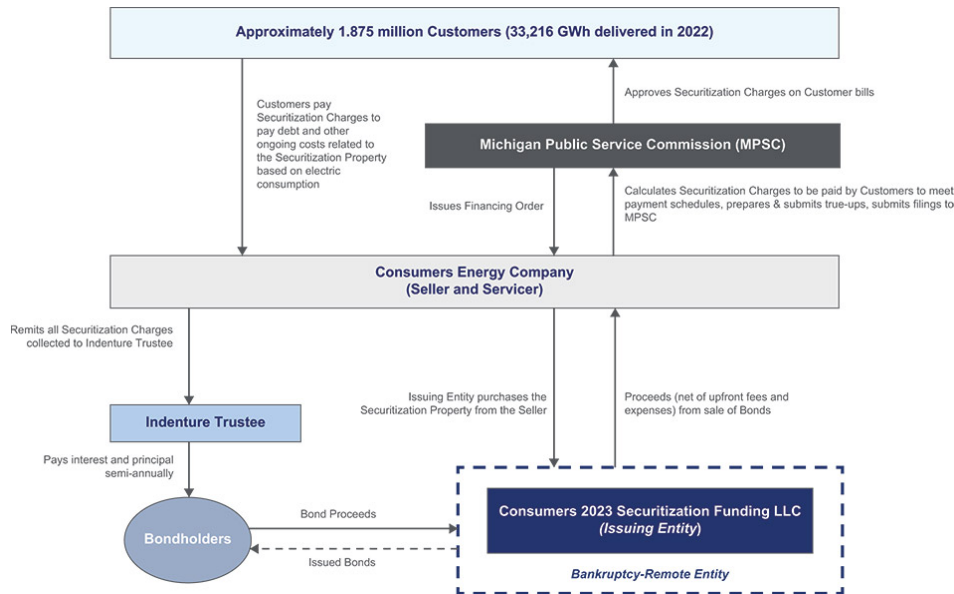 Approximately 1.875 million Customers (33,216 GWh delivered in 2022)
Customers pay
Securitization Charges to
pay debt and other
ongoing costs related to
the Securitization Property
based on electric
consumption
Approves Securitization Charges on Customer bills
Michigan Public Service Commission (MPSC)
Issues Financing Order
Calculates Securitization Charges to be paid by Customers to meet
payment schedules, prepares & submits true-ups, submits filings to
MPSC
Consumers Energy Company
(Seller and Servicer)
Remits all Securitization Charges
collected to Indenture Trustee
Issuing Entity purchases the
Securitization Property from the Seller
Proceeds (net of upfront fees and
expenses) from sale of Bonds
Indenture Trustee
Pays interest and principal
semi-annually
Bondholders
Bond Proceeds
Issued Bonds
Consumers 2023 Securitization Funding LLC
(Issuing Entity)
Bankruptcy-Remote Entity